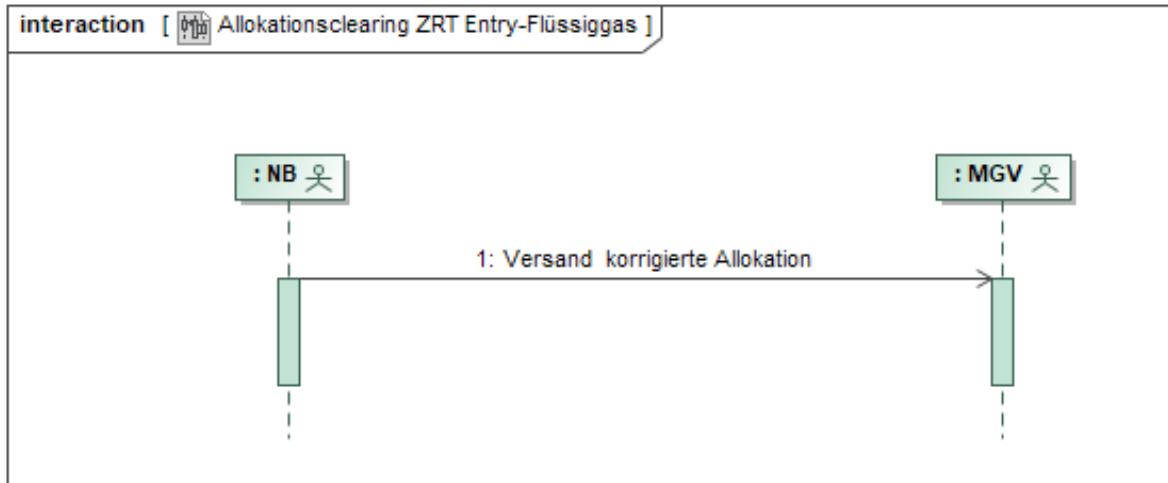 interaction [ Allokationsclearing ZRT Entry-Flüssiggas ]
: NB
: MGV
1: Versand korrigierte Allokation